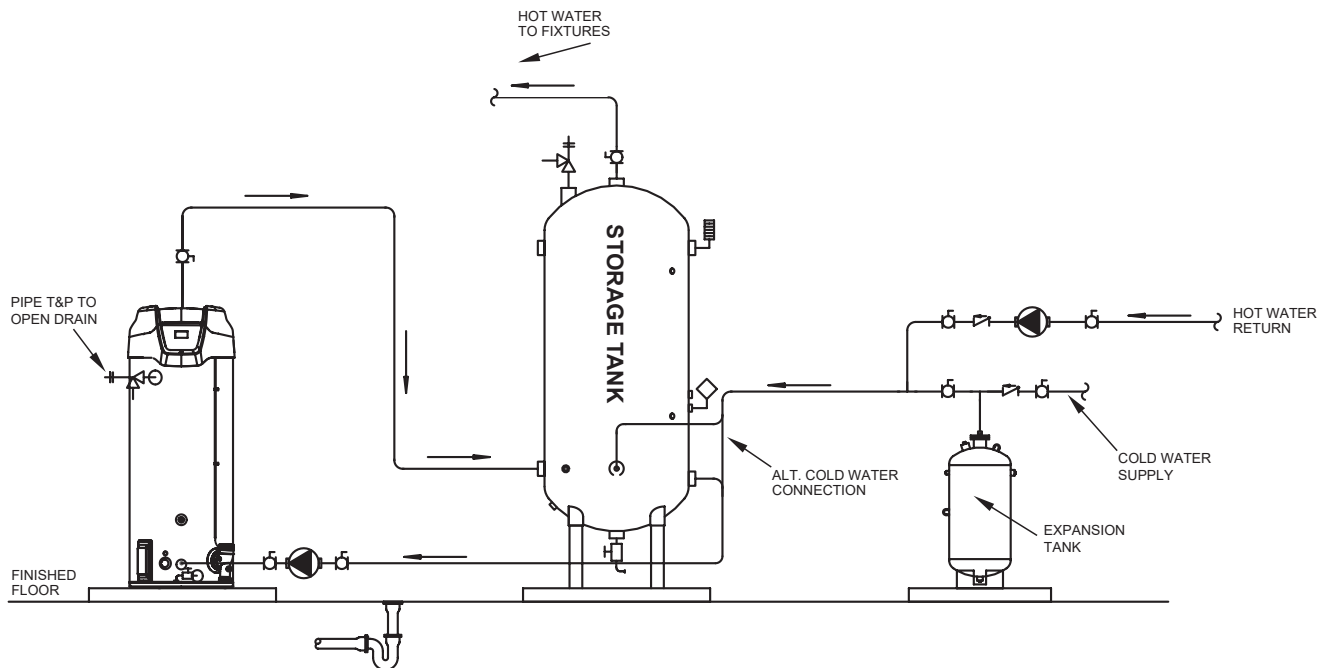 HOT WATER
TO FIXTURES
PIPE T&P TO
OPEN DRAIN
STORAGE TANK
HOT WATER
RETURN
COLD WATER
SUPPLY
ALT. COLD WATER
CONNECTION
EXPANSION
TANK
FINISHED
FLOOR